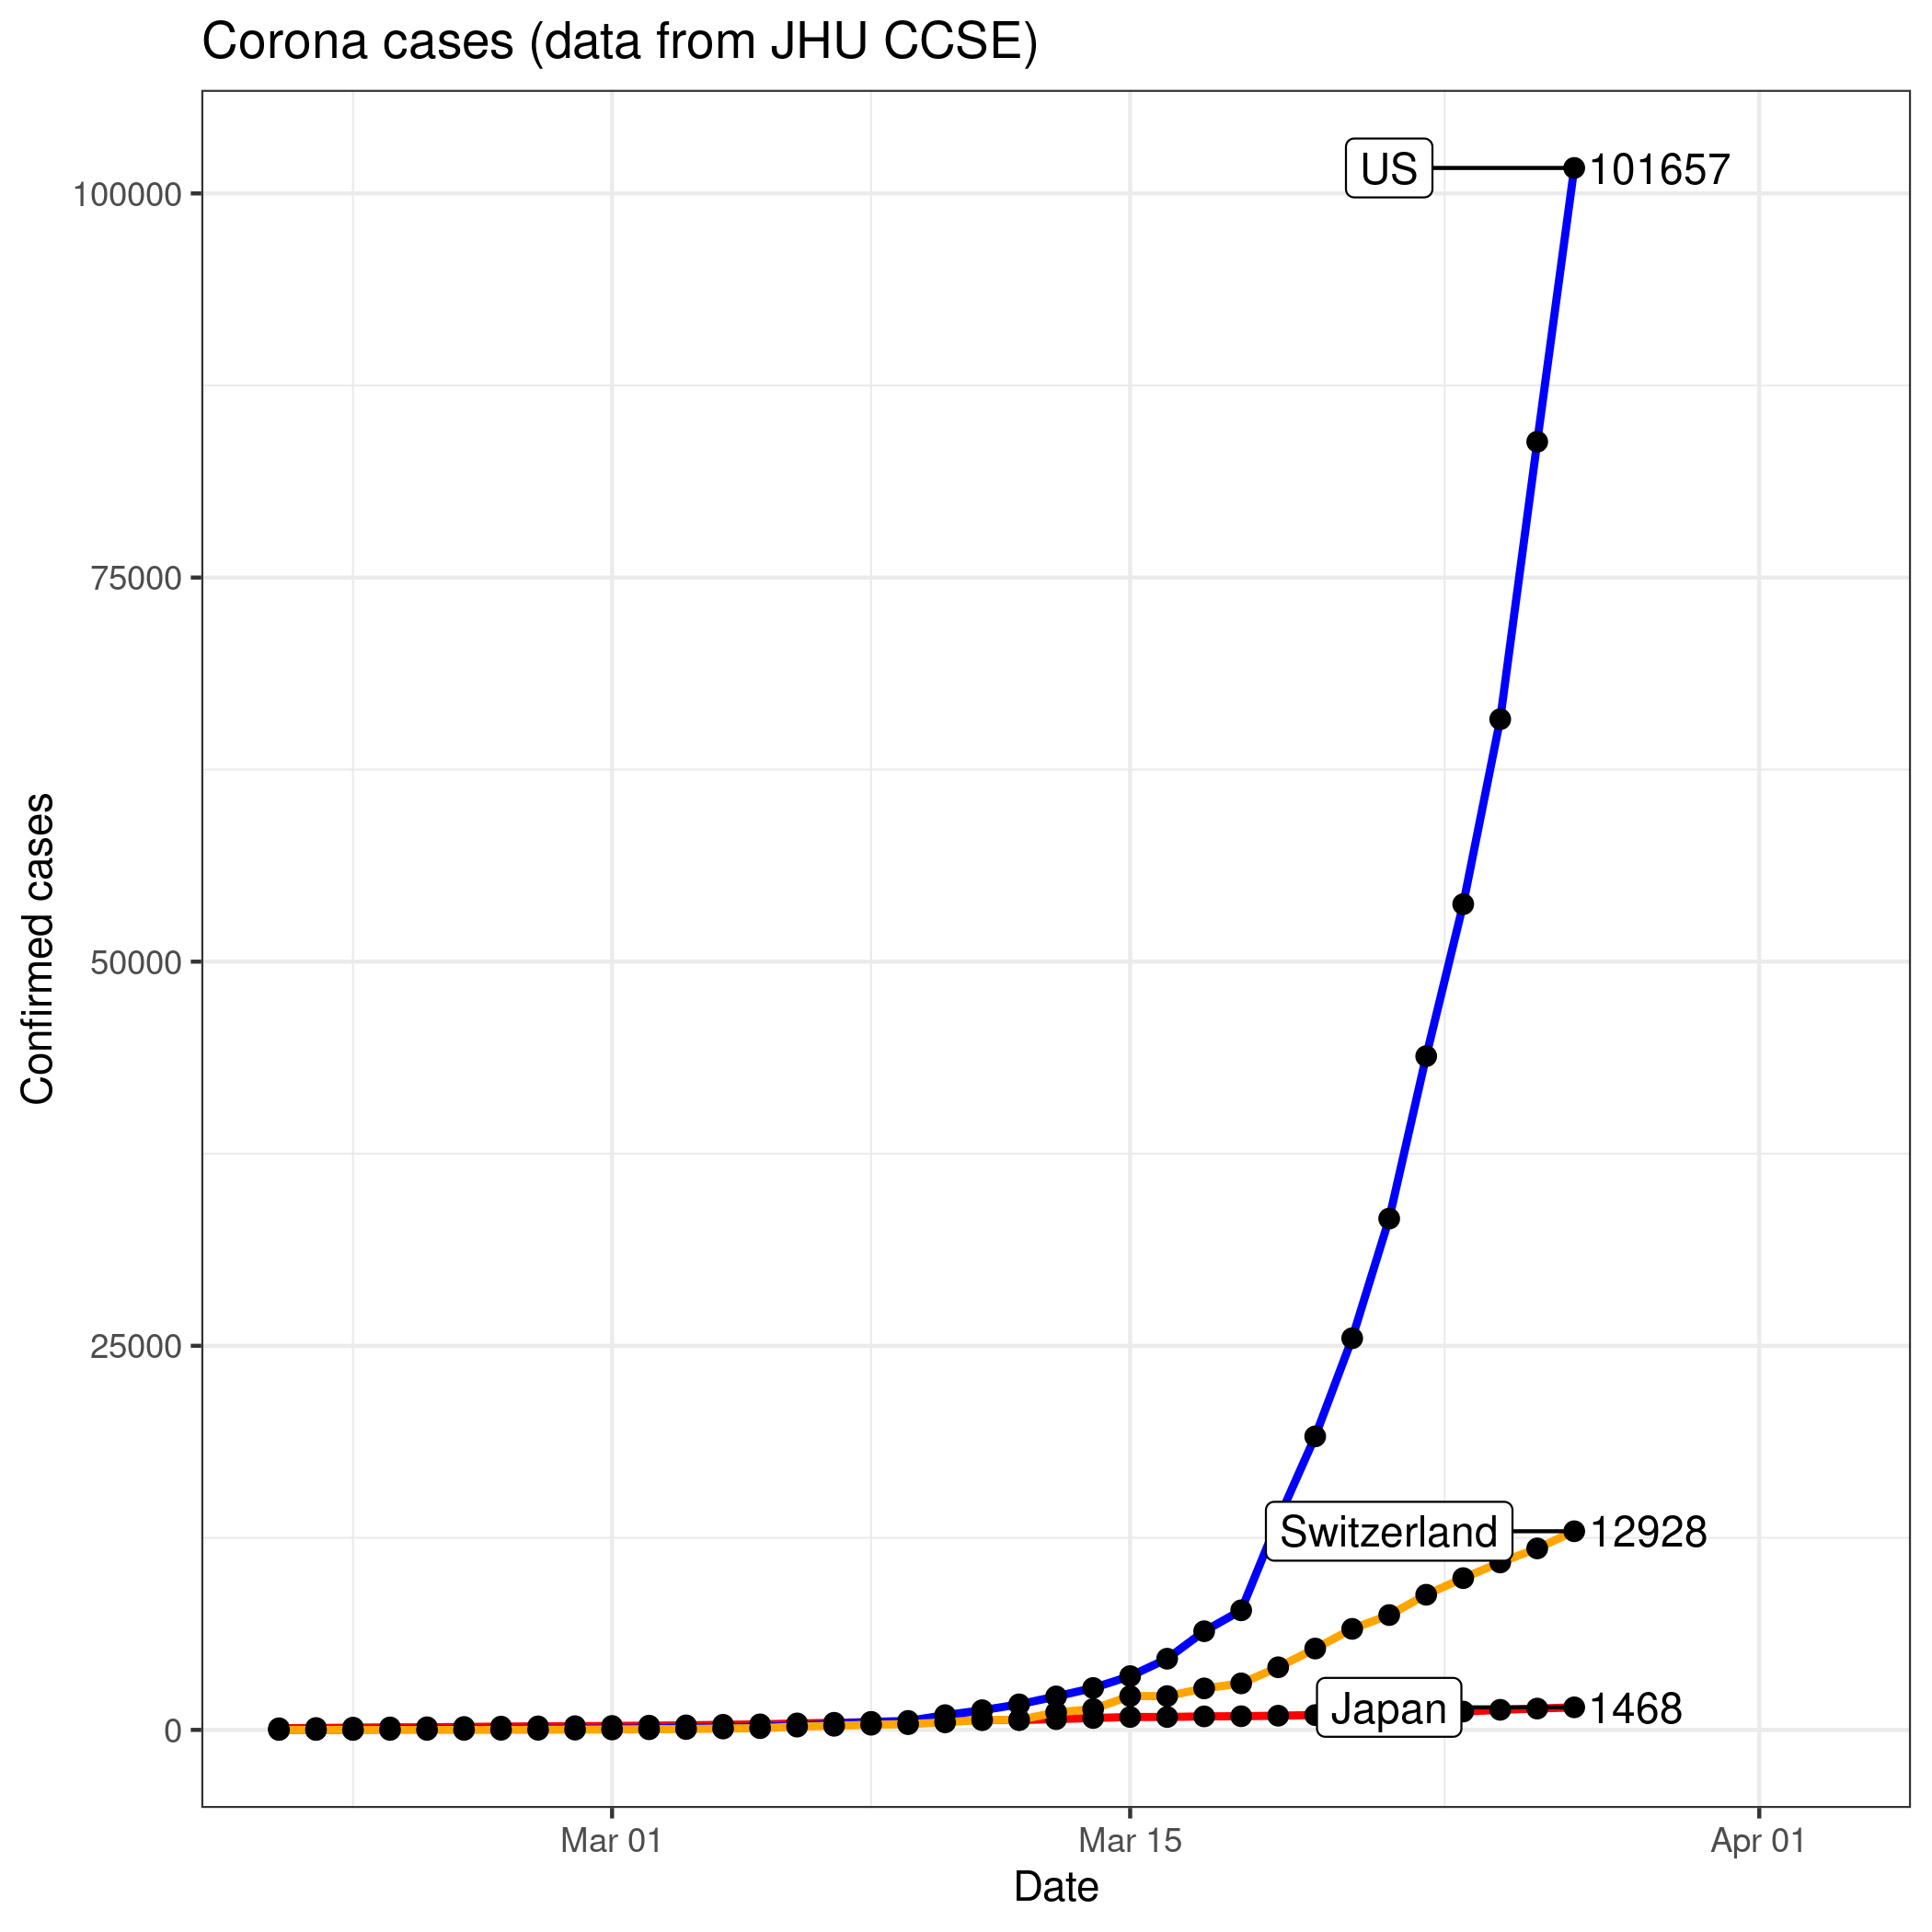 Corona cases (data from JHU CCSE)
US
101657
100000
75000
50000
25000
0
Confirmed cases
Switzerland
12928
Japan
1468
Mar 01
Mar 15
Apr 01
Date